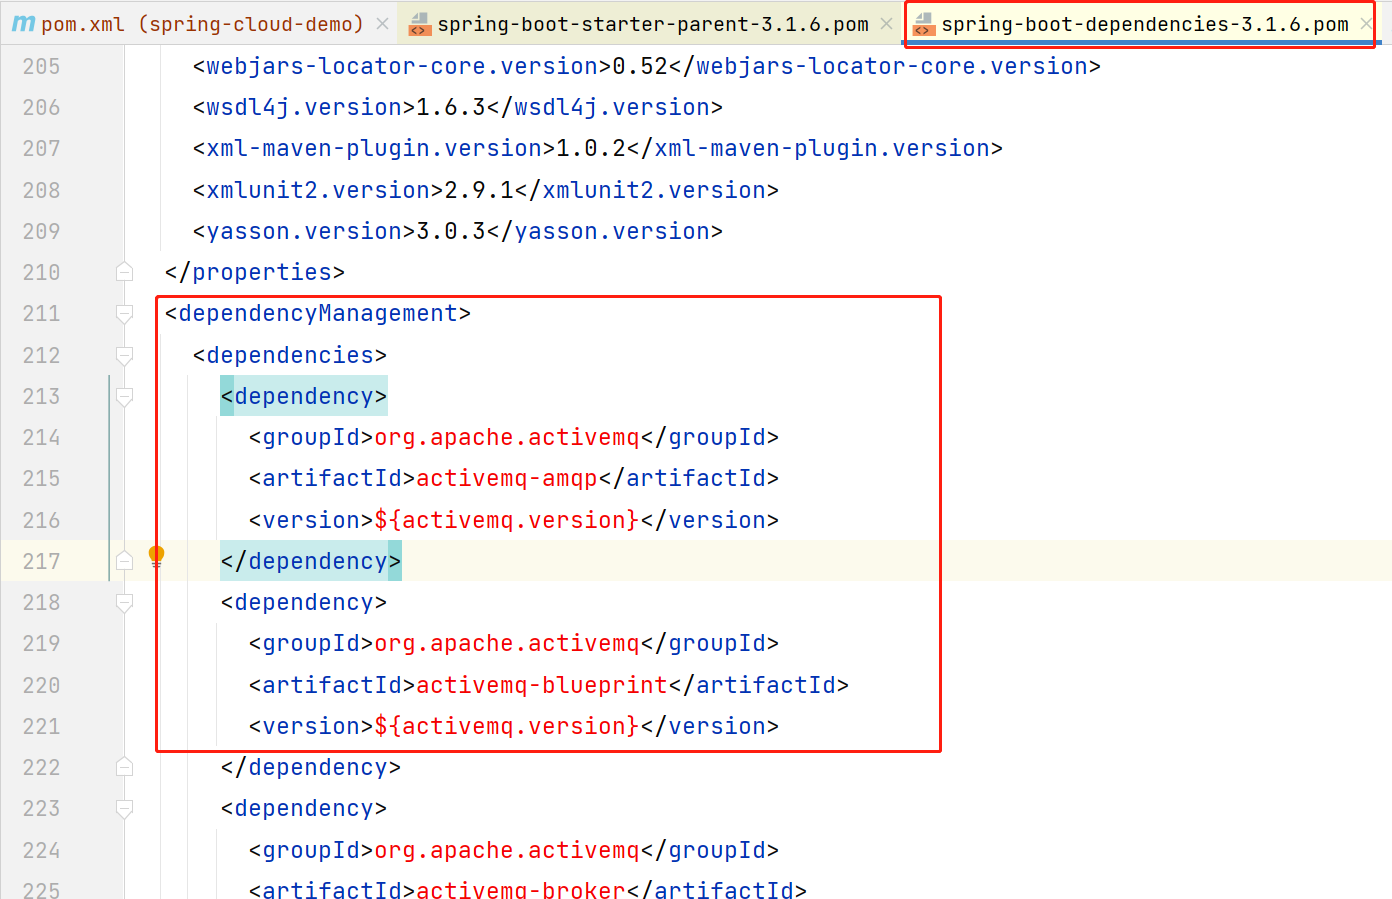 m pom.xml (spring-cloud-demo) spring-boot-starter-parent-3.1.6.pom spring-boot-dependencies-3.1.6.pom
205 <webjars-locator-core.version>0.52</webjars-locator-core.version>
206 <wsdl4j.version>1.6.3</wsdl4j.version>
207 <xml-maven-plugin.version>1.0.2</xml-maven-plugin.version>
208 <xmlunit2.version>2.9.1</xmlunit2.version>
209 <yasson.version>3.0.3</yasson.version>
210 </properties>
211 <dependencyManagement>
212 <dependencies>
213 <dependency>
214 <groupId>org.apache.activemq</groupId>
215 <artifactId>activemq-amqp</artifactId>
216 <version>${activemq.version}</version>
217 </dependency>
218 <dependency>
219 <groupId>org.apache.activemq</groupId>
220 <artifactId>activemq-blueprint</artifactId>
221 <version>${activemq.version}</version>
222 </dependency>
223 <dependency>
224 <groupId>org.apache.activemq</groupId>
225 <artifactId>activemq-broker</artifactId>